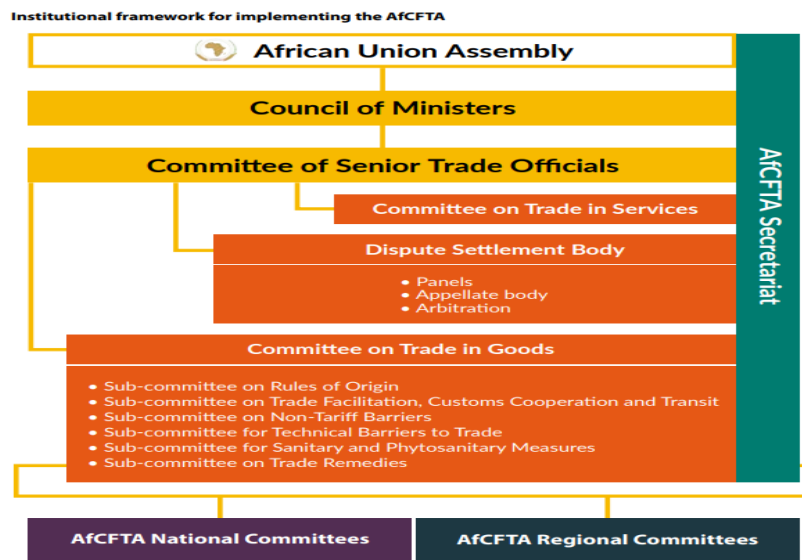 Institutional framework for implementing the AfCFTA
African Union Assembly
Council of Ministers
Committee of Senior Trade Officials
Committee on Trade in Services
Dispute Settlement Body
• Panels
• Appellate body
• Arbitration
Committee on Trade in Goods
• Sub-committee on Rules of Origin
• Sub-committee on Trade Facilitation, Customs Cooperation and Transit
• Sub-committee on Non-Tariff Barriers
• Sub-committee for Technical Barriers to Trade
• Sub-committee for Sanitary and Phytosanitary Measures
• Sub-committee on Trade Remedies
AfCFTA Secretariat
AfCFTA National Committees
AfCFTA Regional Committees